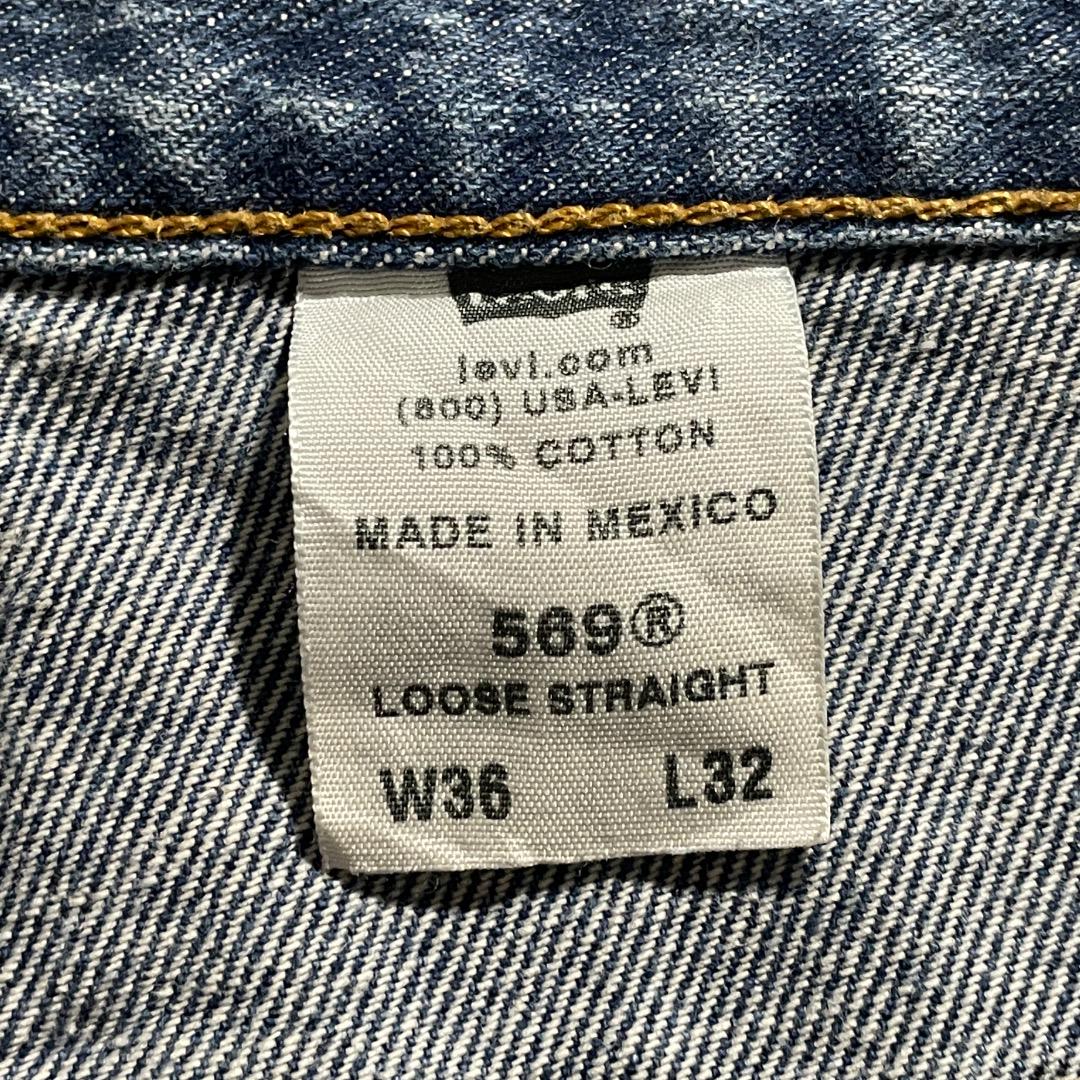 ®
levi.com
(800) USA-LEVI
100% COTTON
MADE IN MEXICO
569®
LOOSE STRAIGHT
W36 L32